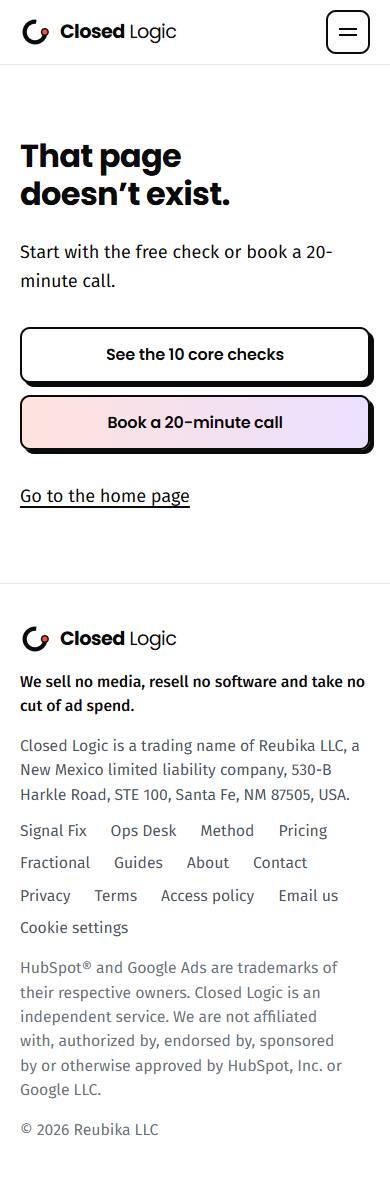 Closed Logic
That page
doesn’t exist.
Start with the free check or book a 20-
minute call.
See the 10 core checks
Book a 20-minute call
Go to the home page
Closed Logic
We sell no media, resell no software and take no
cut of ad spend.
Closed Logic is a trading name of Reubika LLC, a
New Mexico limited liability company, 530-B
Harkle Road, STE 100, Santa Fe, NM 87505, USA.
Signal Fix Ops Desk Method Pricing
Fractional Guides About Contact
Privacy Terms Access policy Email us
Cookie settings
HubSpot® and Google Ads are trademarks of
their respective owners. Closed Logic is an
independent service. We are not affiliated
with, authorized by, endorsed by, sponsored
by or otherwise approved by HubSpot, Inc. or
Google LLC.
© 2026 Reubika LLC